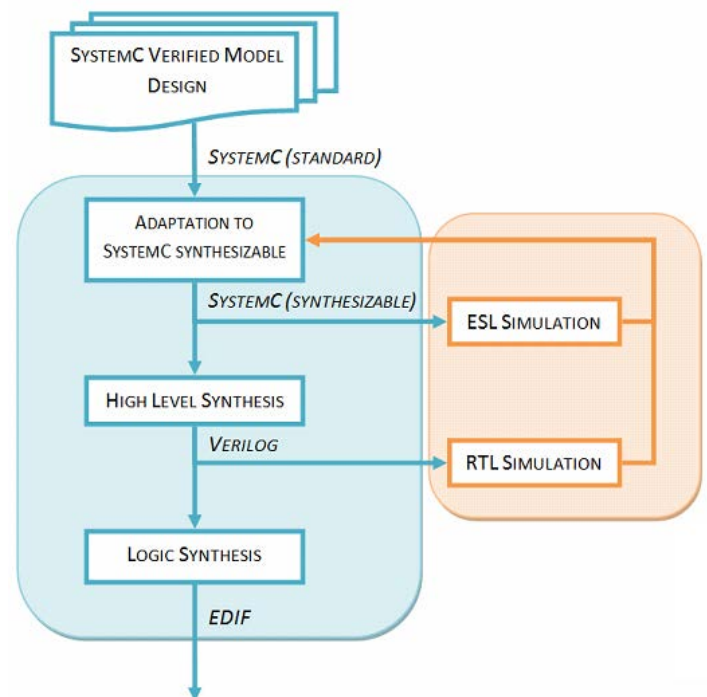 SYSTEMC VERIFIED MODEL
DESIGN
SYSTEMC (STANDARD)
ADAPTATION TO
SYSTEMC SYNTHESIZABLE
SYSTEMC (SYNTHESIZABLE)
ESL SIMULATION
HIGH LEVEL SYNTHESIS
VERILOG
RTL SIMULATION
LOGIC SYNTHESIS
EDIF